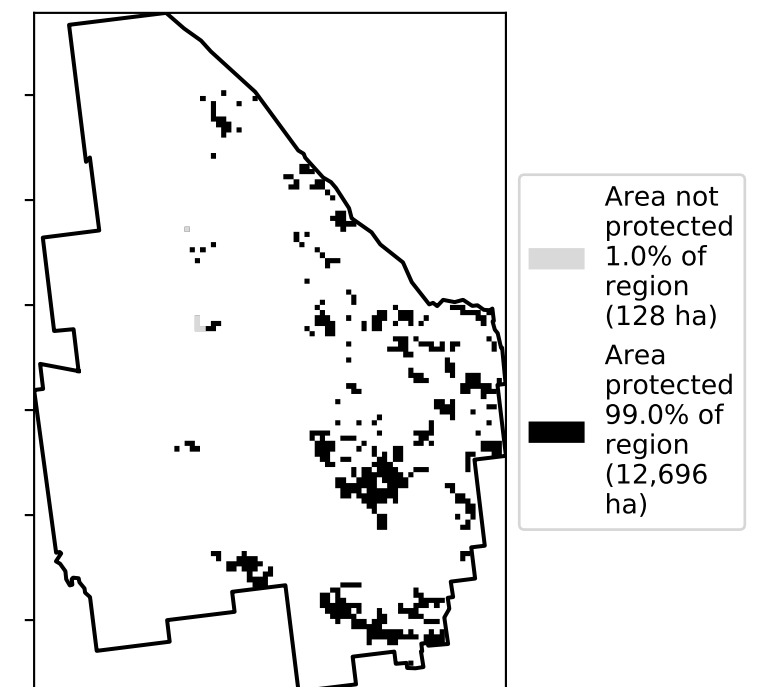 Area not
protected
1.0% of
region
(128 ha)
Area
protected
99.0% of
region
(12,696
ha)